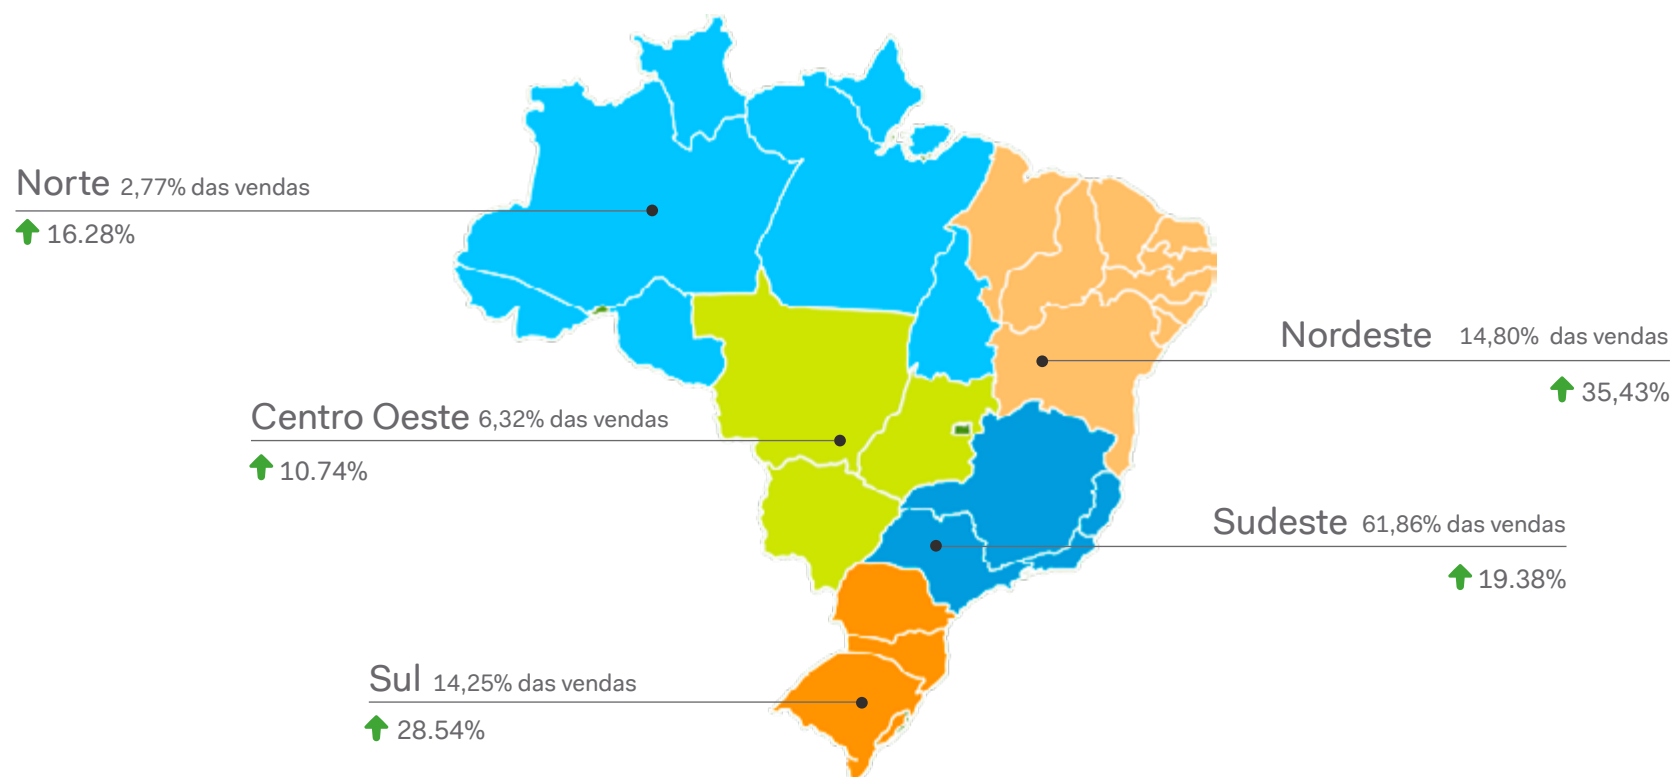 Norte 2,77% das vendas
16.28%
Nordeste 14,80% das vendas
35,43%
Centro Oeste 6,32% das vendas
10.74%
Sudeste 61,86% das vendas
19.38%
Sul 14,25% das vendas
28.54%